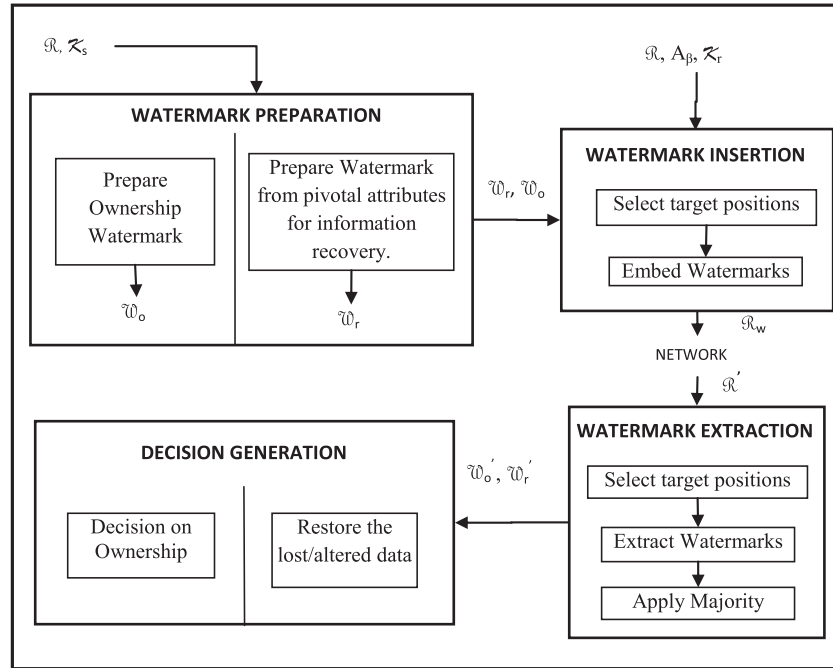 ℛ, 𝓚ₛ
WATERMARK PREPARATION
Prepare
Ownership
Watermark
𝔚ₒ
Prepare Watermark
from pivotal attributes
for information
recovery.
𝔚ᵣ
𝔚ᵣ, 𝔚ₒ
ℛ, Aᵦ, 𝓚ᵣ
WATERMARK INSERTION
Select target positions
Embed Watermarks
ℛw
NETWORK
ℛ'
WATERMARK EXTRACTION
Select target positions
Extract Watermarks
Apply Majority
𝔚ₒ', 𝔚ᵣ'
DECISION GENERATION
Decision on
Ownership
Restore the
lost/altered data